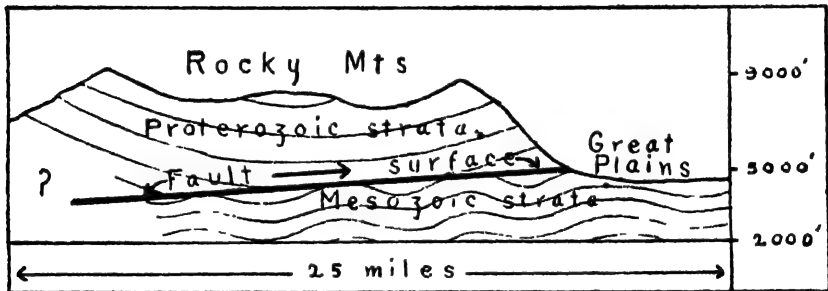 Rocky Mts
9000'
Proterozoic strata.
Great
Plains
Fault
surface
5000'
?
Mesozoic strata
2000'
25 miles